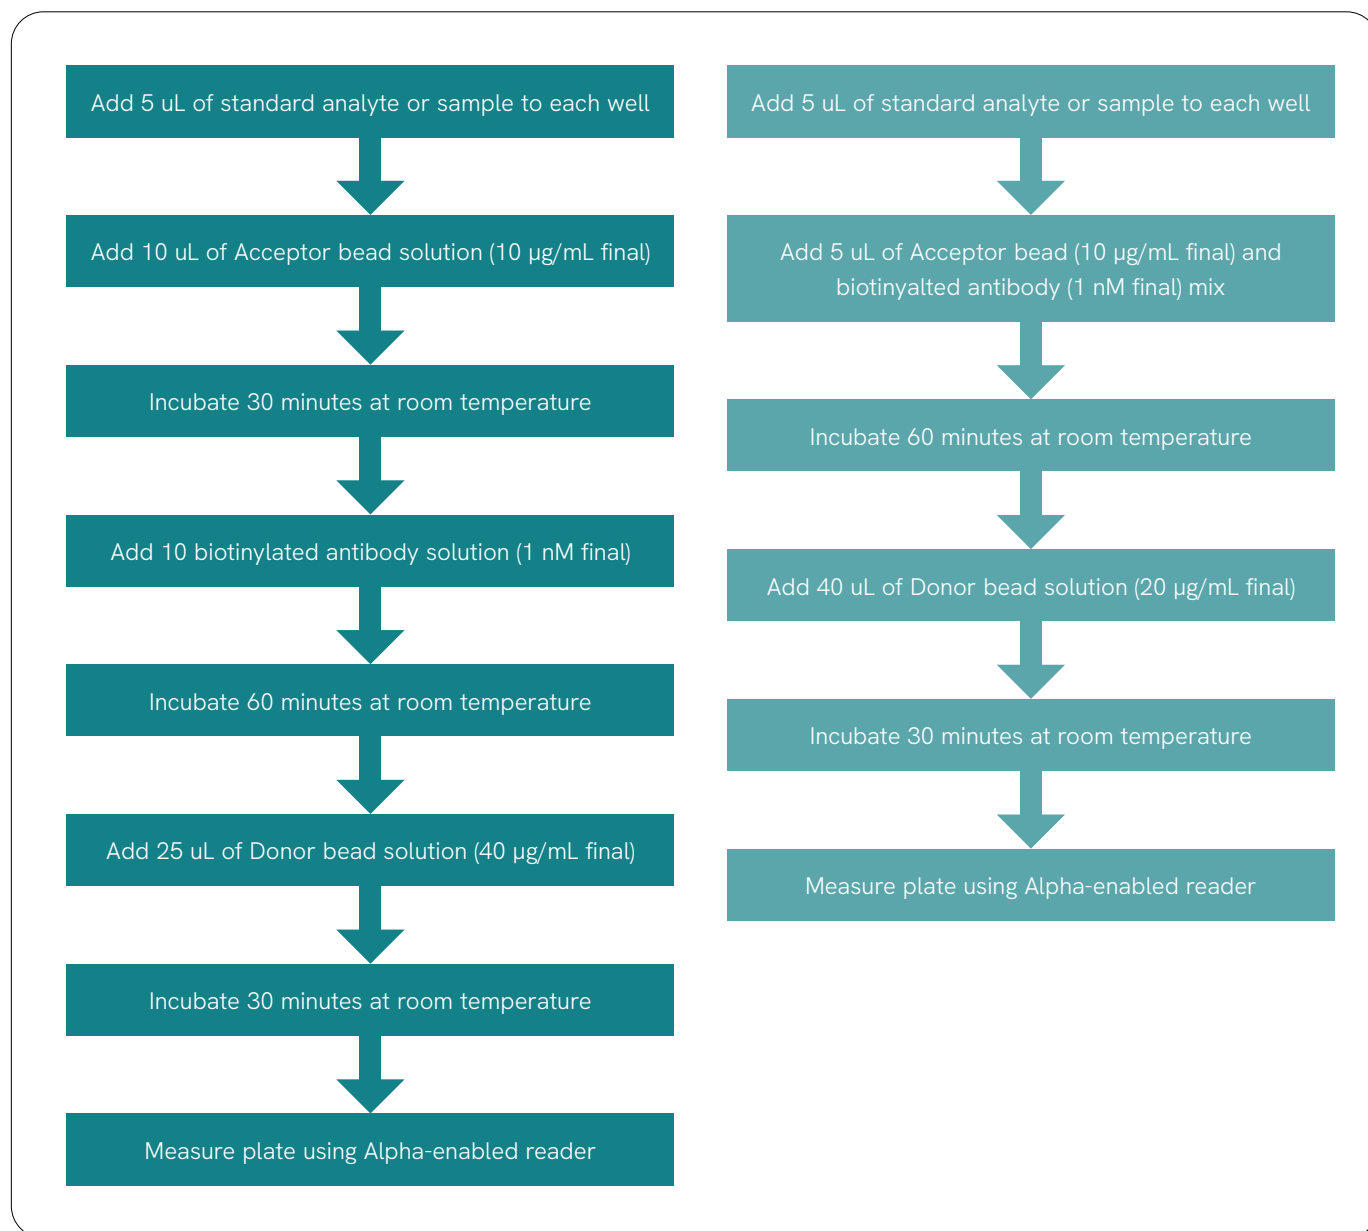 Add 5 uL of standard analyte or sample to each well
Add 10 uL of Acceptor bead solution (10 µg/mL final)
Incubate 30 minutes at room temperature
Add 10 biotinylated antibody solution (1 nM final)
Incubate 60 minutes at room temperature
Add 25 uL of Donor bead solution (40 µg/mL final)
Incubate 30 minutes at room temperature
Measure plate using Alpha-enabled reader
Add 5 uL of standard analyte or sample to each well
Add 5 uL of Acceptor bead (10 µg/mL final) and
biotinyalted antibody (1 nM final) mix
Incubate 60 minutes at room temperature
Add 40 uL of Donor bead solution (20 µg/mL final)
Incubate 30 minutes at room temperature
Measure plate using Alpha-enabled reader